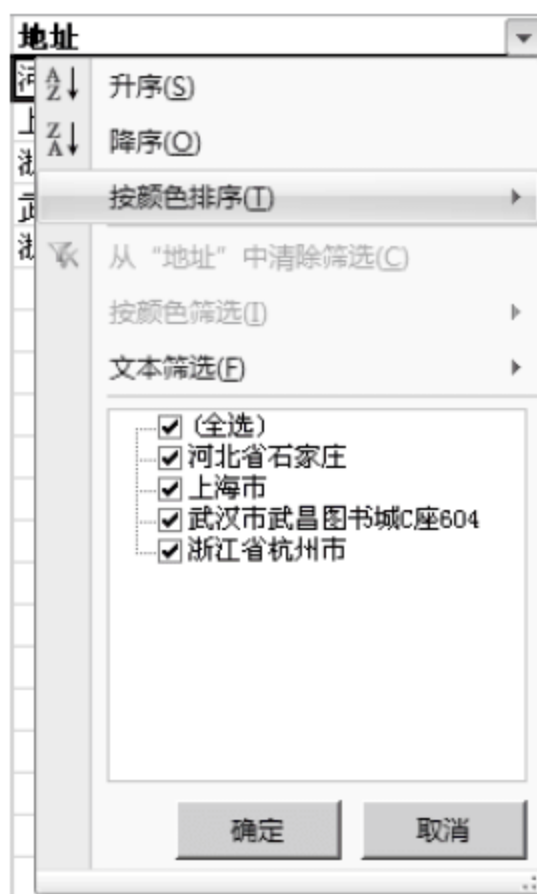 地址
升序(S)
降序(O)
按颜色排序(T)
从“地址”中清除筛选(C)
按颜色筛选(I)
文本筛选(F)
(全选)
河北省石家庄
上海市
武汉市武昌图书城C座604
浙江省杭州市
确定
取消